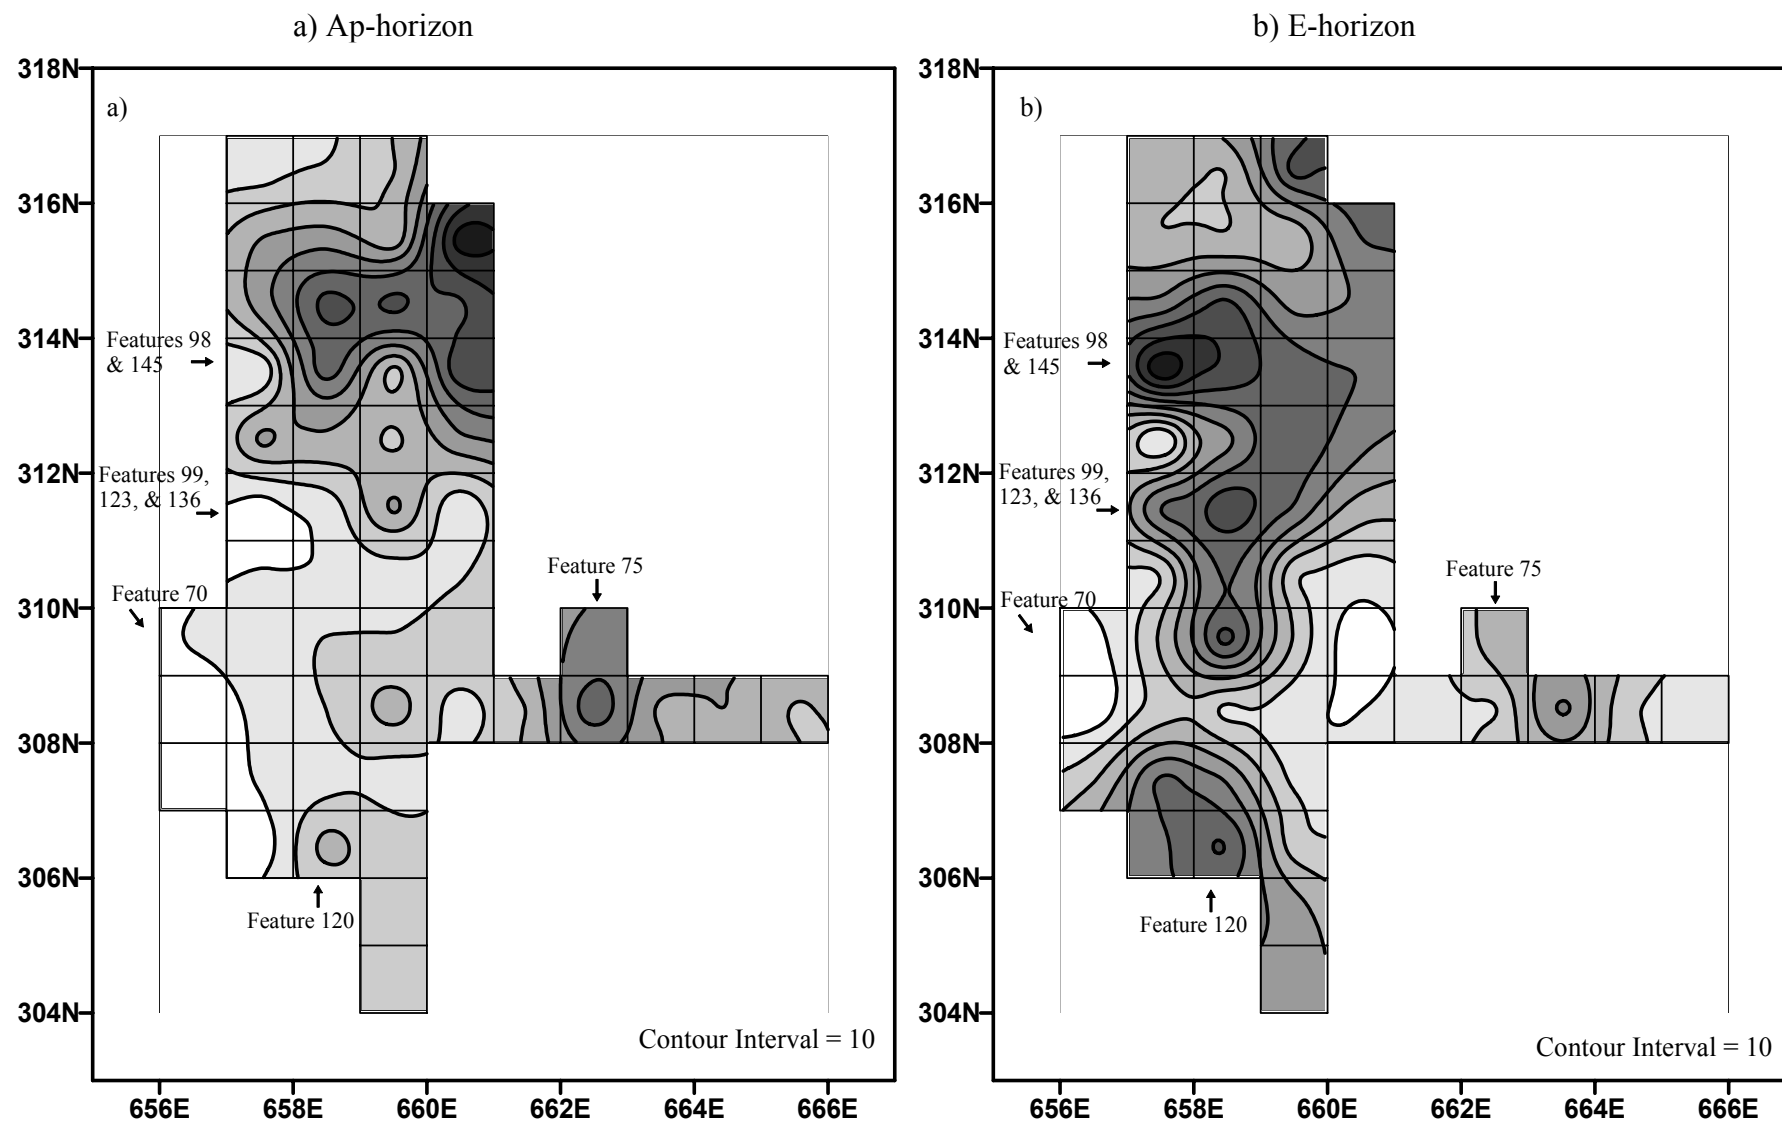 a) Ap-horizon
318N
a)
316N
314N
Features 98
& 145
312N
Features 99,
123, & 136
Feature 75
310N
Feature 70
308N
306N
Feature 120
304N
Contour Interval = 10
656E 658E 660E 662E 664E 666E
b) E-horizon
318N
b)
316N
314N
Features 98
& 145
312N
Features 99,
123, & 136
Feature 75
310N
Feature 70
308N
306N
Feature 120
304N
Contour Interval = 10
656E 658E 660E 662E 664E 666E